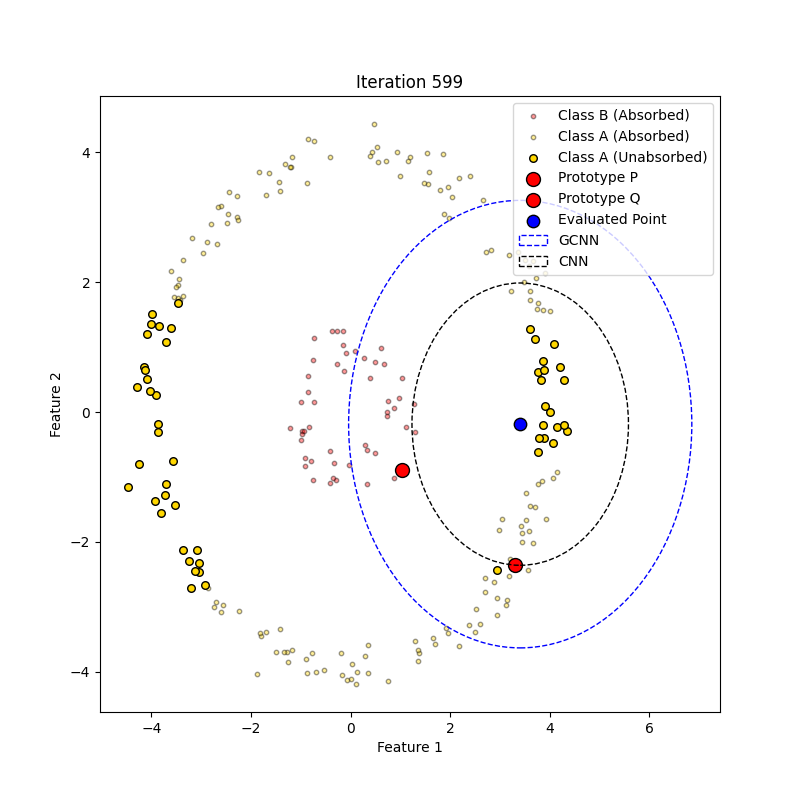 Iteration 599
Class B (Absorbed)
Class A (Absorbed)
Class A (Unabsorbed)
Prototype P
Prototype Q
Evaluated Point
GCNN
CNN
4
2
0
−2
−4
Feature 2
−4
−2
0
2
4
6
Feature 1